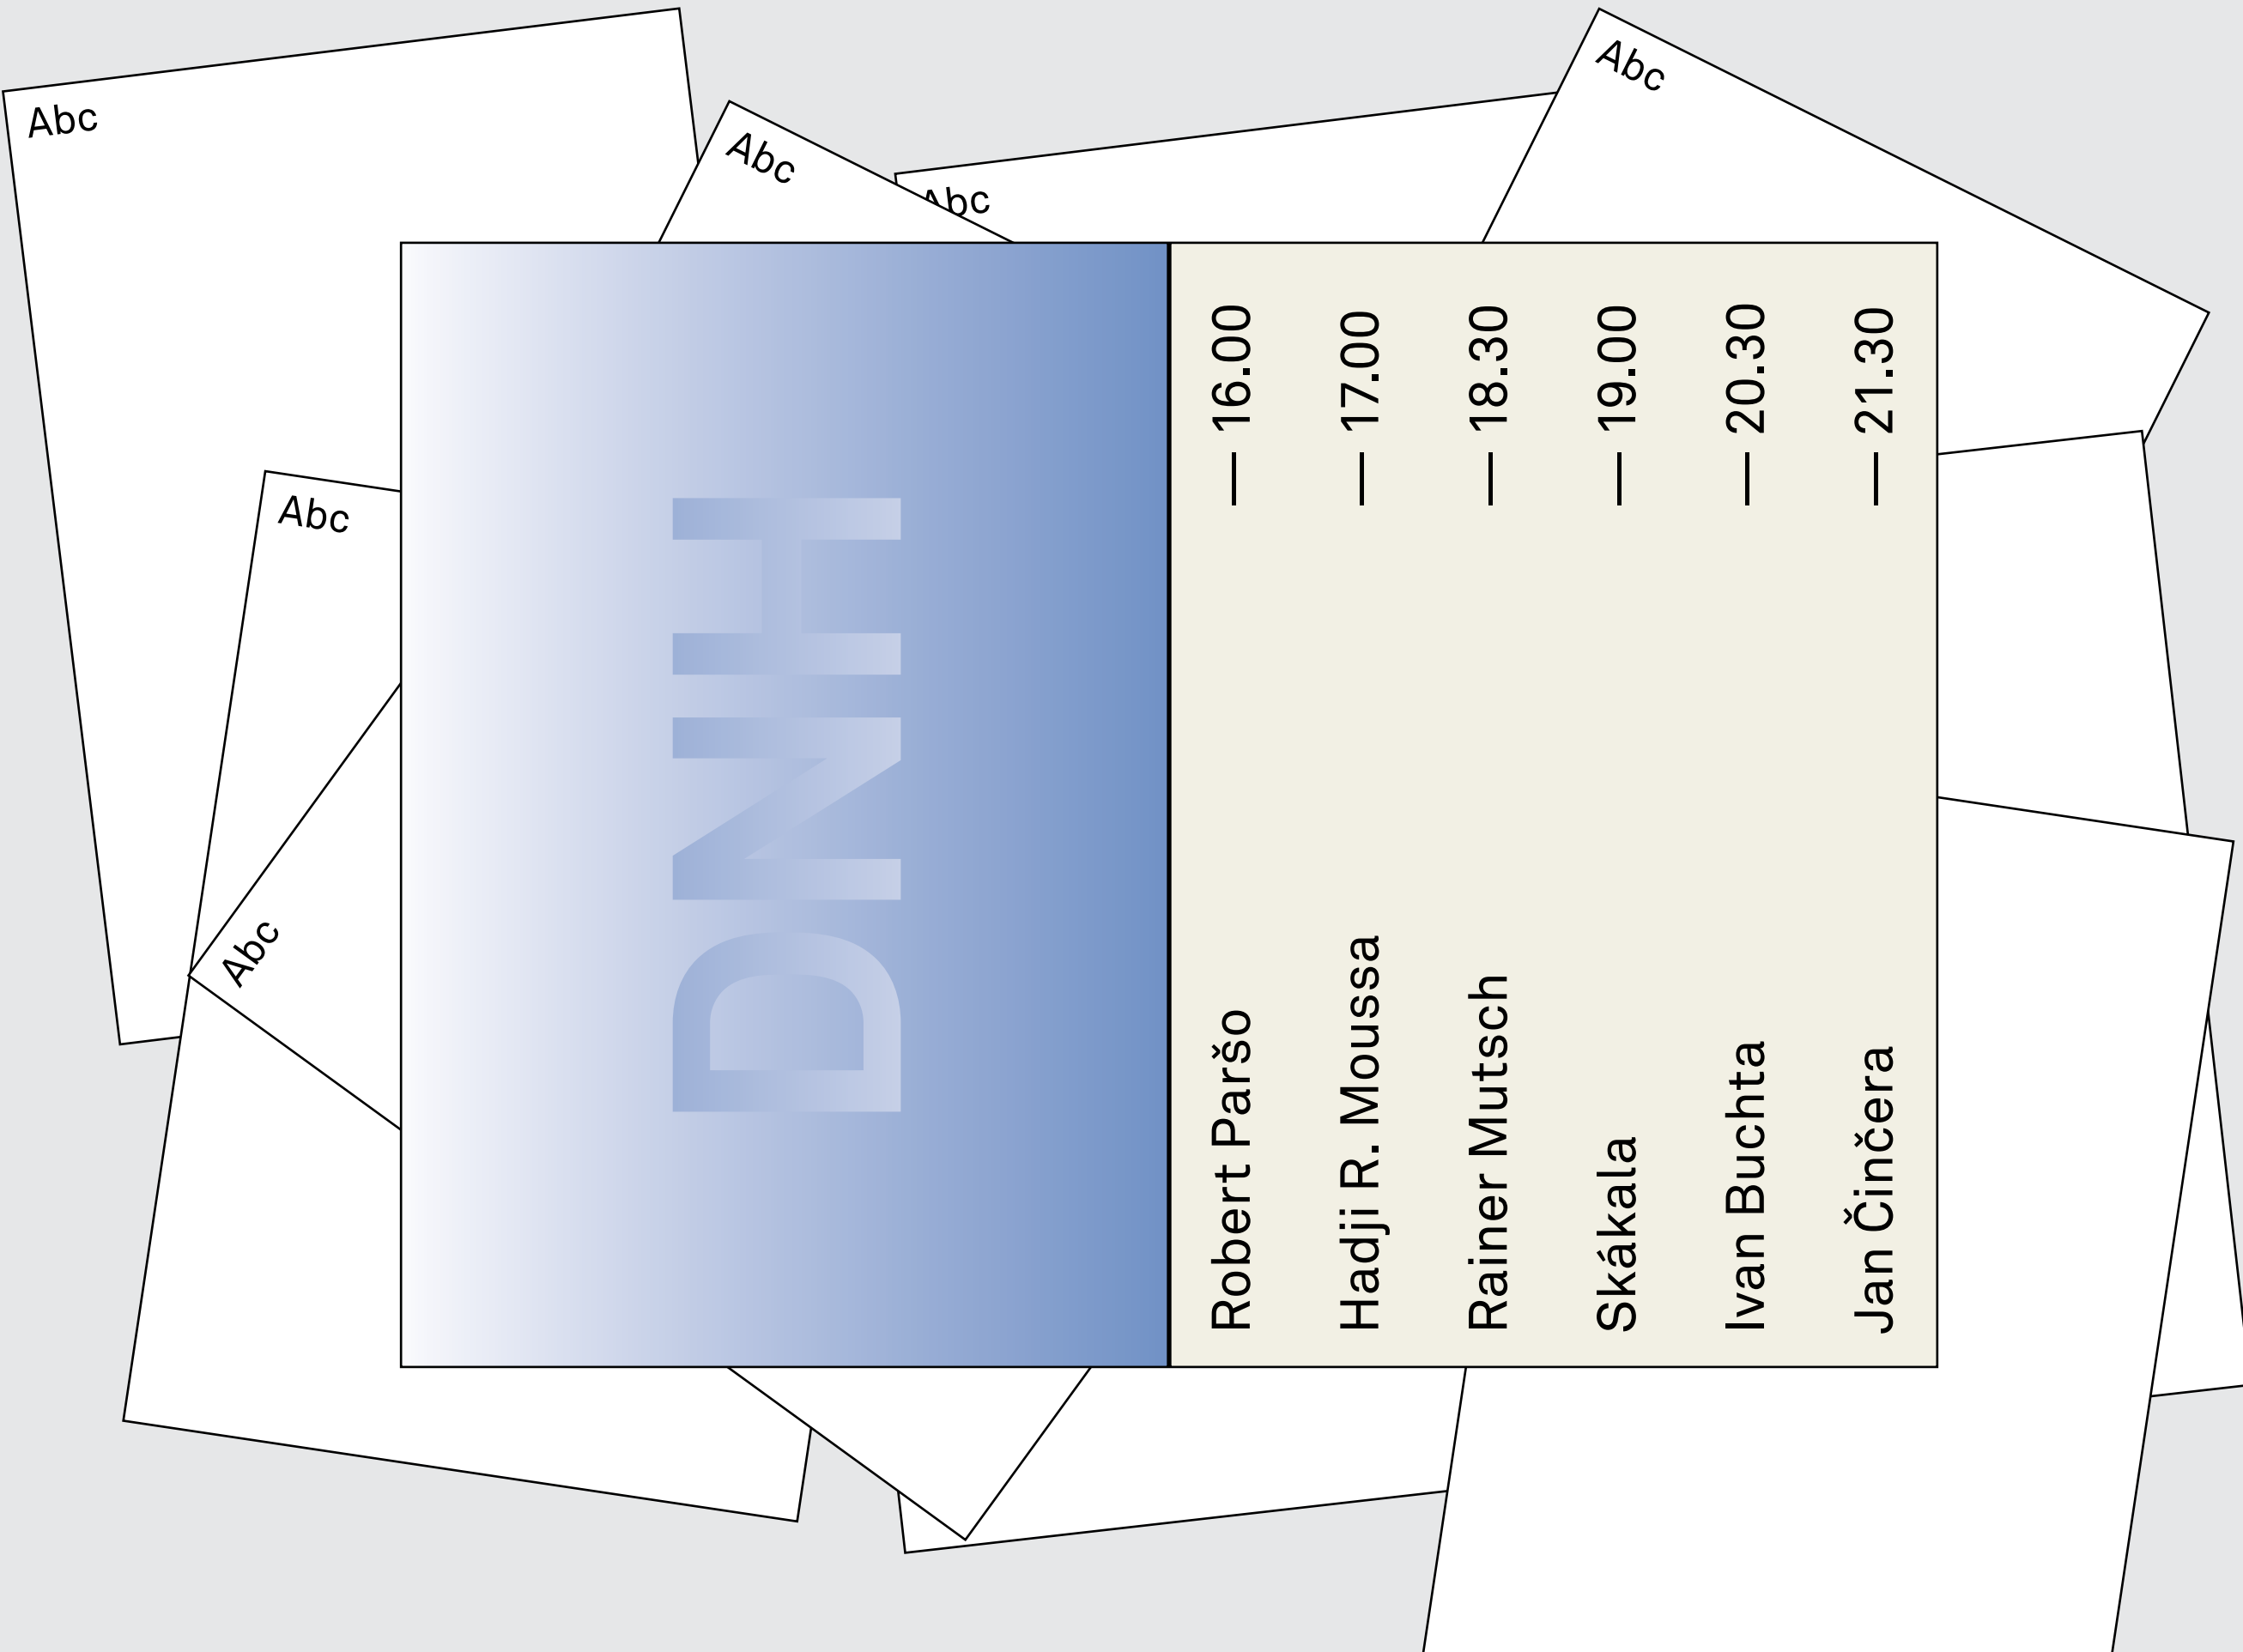 Abc
Abc
Abc
Abc
Abc
Abc
DNH
Robert Paršo — 16.00
Hadji R. Moussa — 17.00
Rainer Mutsch — 18.30
Skákala — 19.00
Ivan Buchta — 20.30
Jan Činčera — 21.30